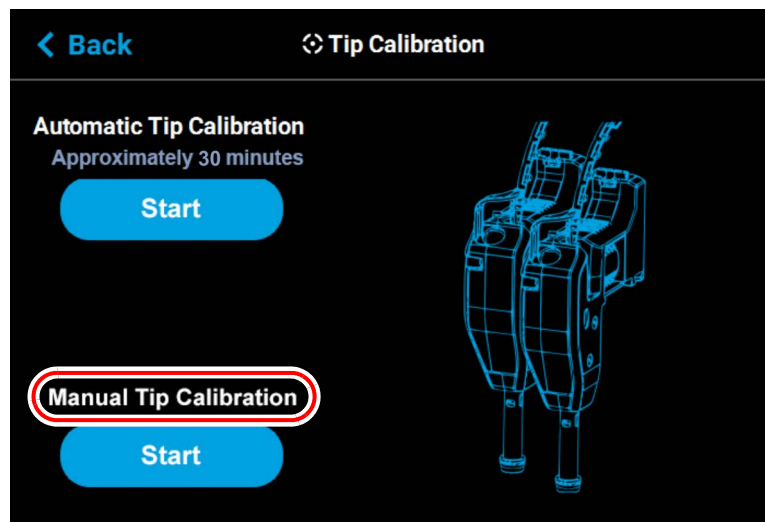 Back
Tip Calibration
Automatic Tip Calibration
Approximately 30 minutes
Start
Manual Tip Calibration
Start